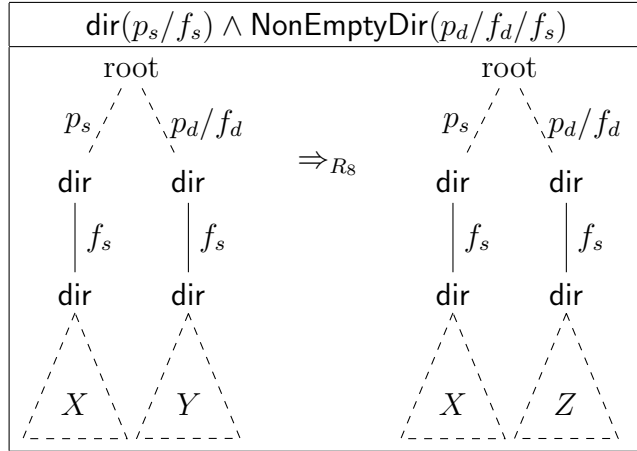 dir(p_s/f_s) ∧ NonEmptyDir(p_d/f_d/f_s)
root root
p_s p_d/f_d p_s p_d/f_d
⇒_{R8}
dir dir dir dir
f_s f_s f_s f_s
dir dir dir dir
X Y X Z